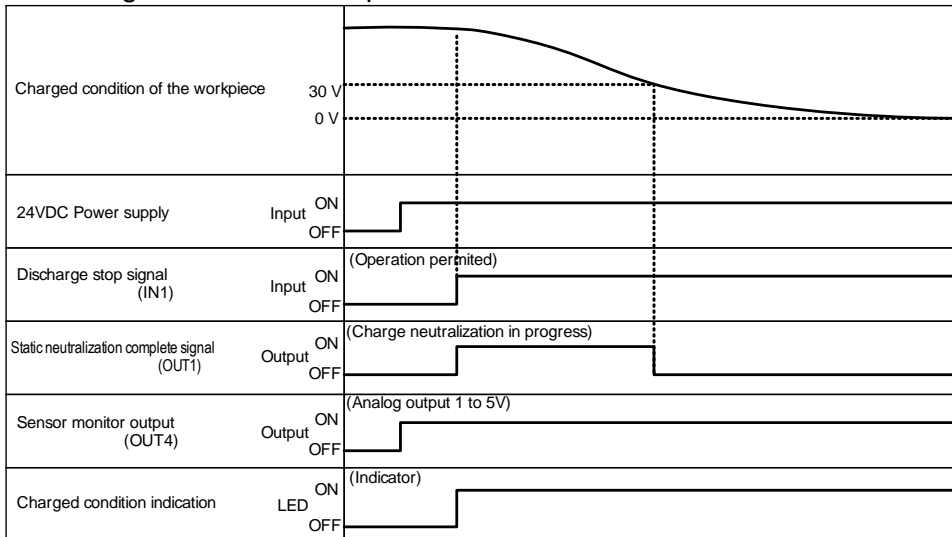 Charged condition of the workpiece
30 V
0 V
24VDC Power supply
Input
ON
OFF
Discharge stop signal
(IN1)
Input
ON
OFF
(Operation permited)
Static neutralization complete signal
(OUT1)
Output
ON
OFF
(Charge neutralization in progress)
Sensor monitor output
(OUT4)
Output
ON
OFF
(Analog output 1 to 5V)
Charged condition indication
LED
ON
OFF
(Indicator)